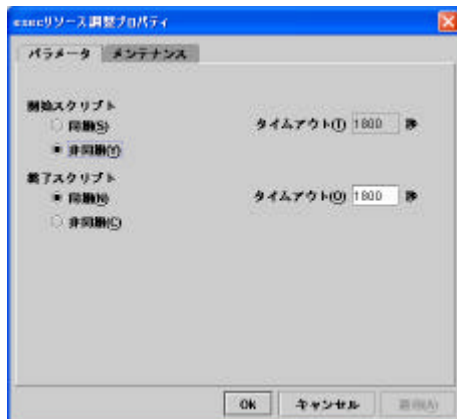 execリソース調整プロパティ
パラメータ メンテナンス
開始スクリプト
同期(S) タイムアウト(T) 1800 秒
非同期(Y)
終了スクリプト
同期(N) タイムアウト(O) 1800 秒
非同期(C)
Ok キャンセル 適用(A)